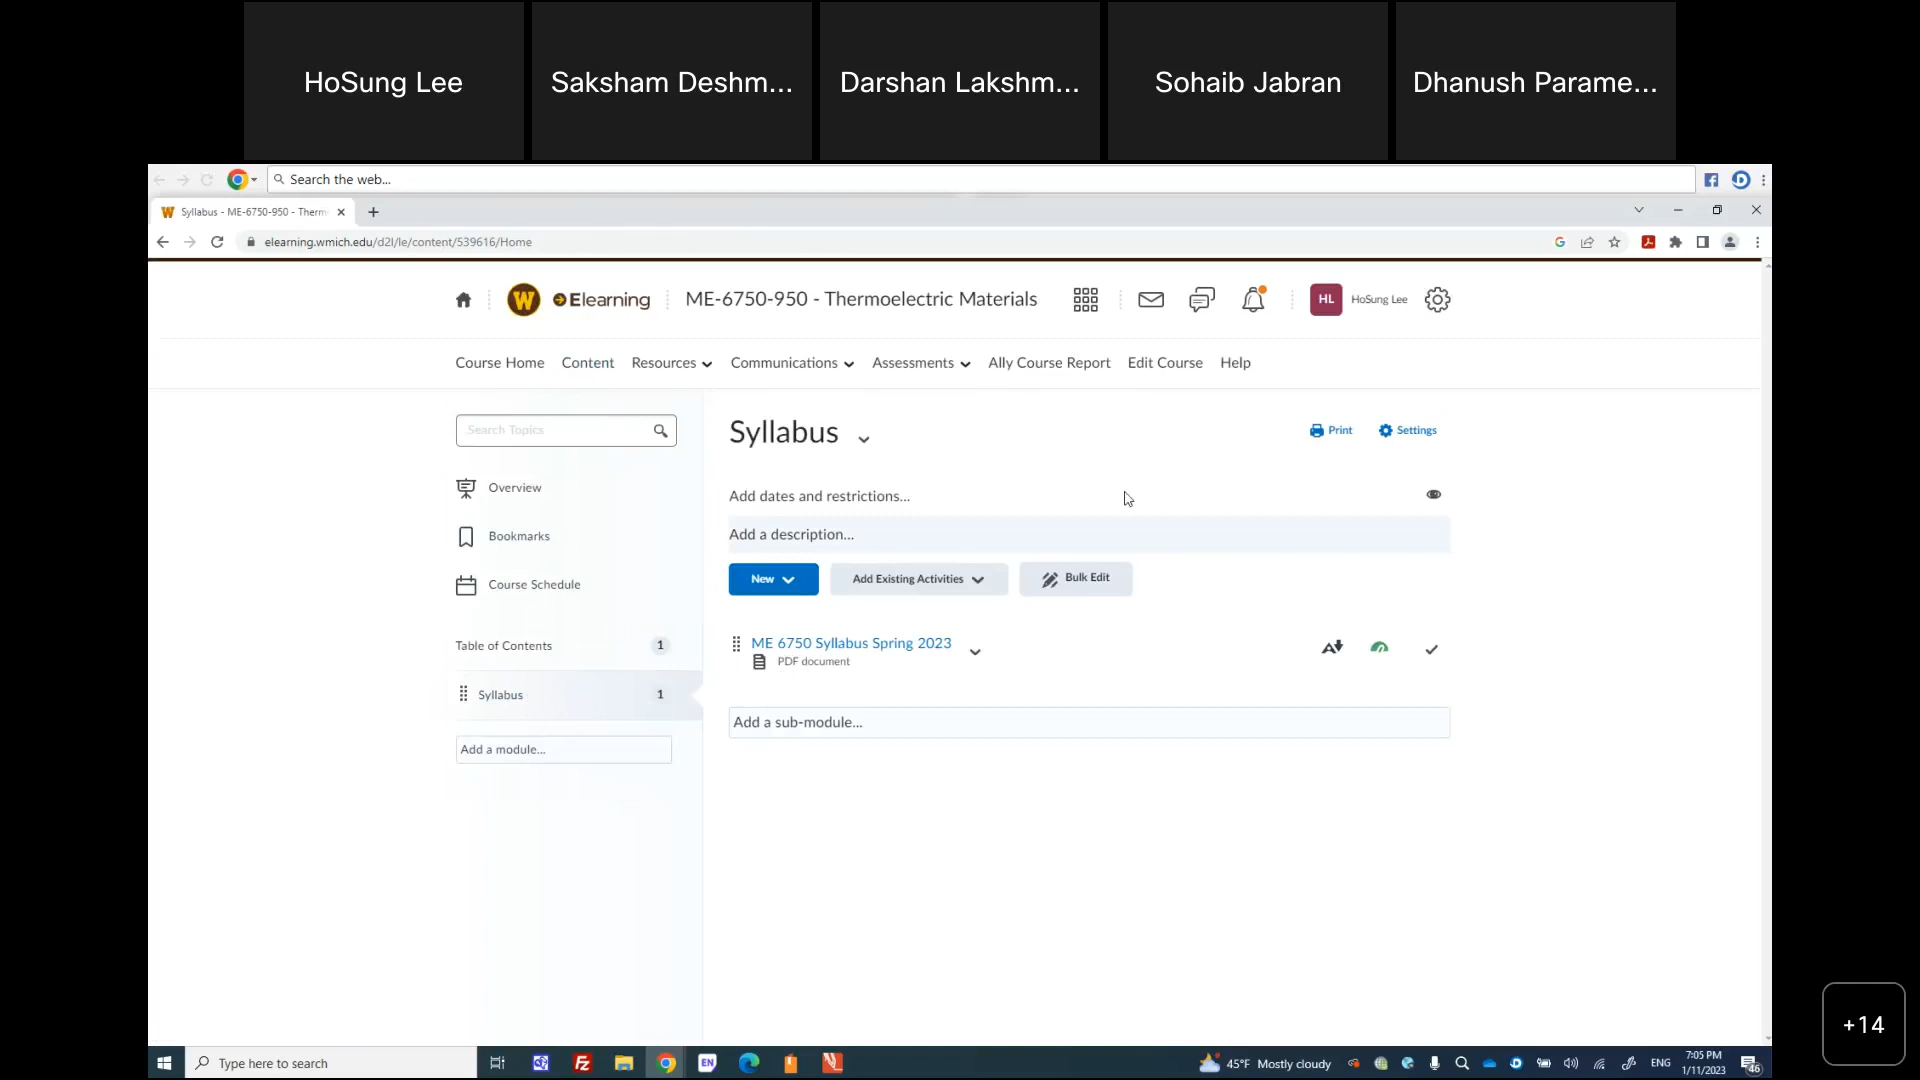 HoSung Lee
Saksham Deshm...
Darshan Lakshm...
Sohaib Jabran
Dhanush Parame...
Search the web...
Syllabus - ME-6750-950 - Therm
elearning.wmich.edu/d2l/le/content/539616/Home
W
Elearning
ME-6750-950 - Thermoelectric Materials
HL
HoSung Lee
Course Home
Content
Resources
Communications
Assessments
Ally Course Report
Edit Course
Help
Search Topics
Overview
Bookmarks
Course Schedule
Table of Contents 1
Syllabus 1
Add a module...
Syllabus
Print
Settings
Add dates and restrictions...
Add a description...
New
Add Existing Activities
Bulk Edit
ME 6750 Syllabus Spring 2023
PDF document
Add a sub-module...
+14
Type here to search
EN
45°F Mostly cloudy
ENG
7:05 PM
1/11/2023
46